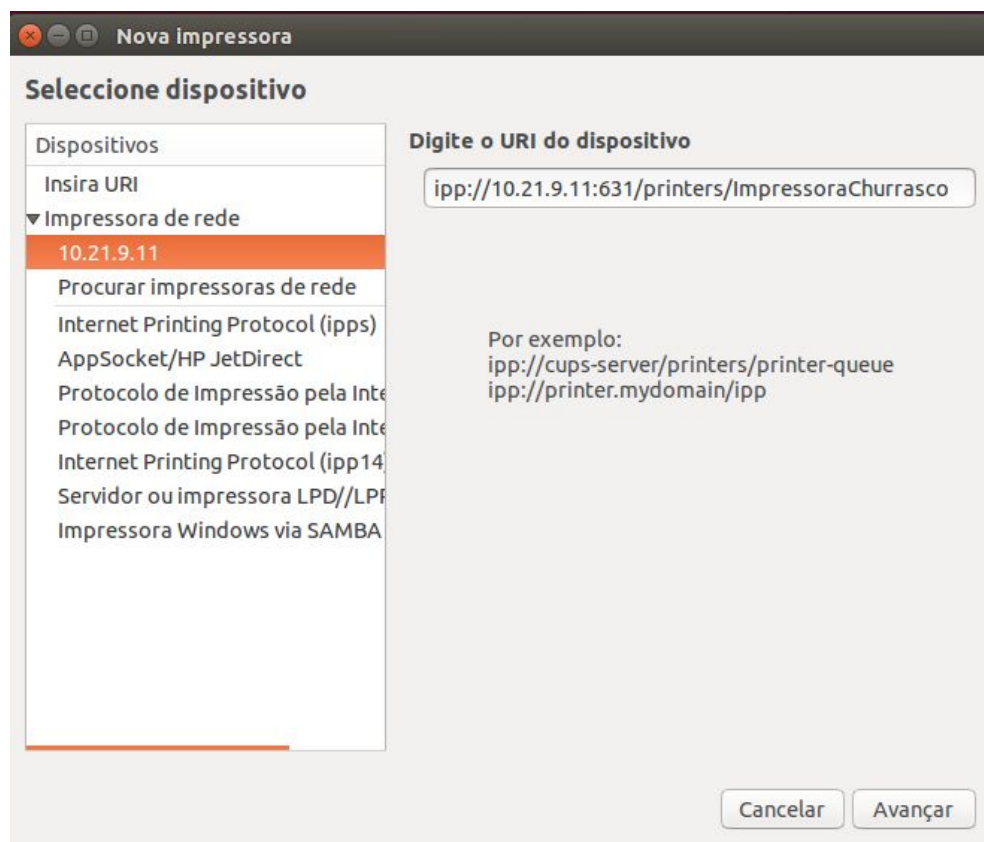 Nova impressora
Seleccione dispositivo
Dispositivos
Insira URI
Impressora de rede
10.21.9.11
Procurar impressoras de rede
Internet Printing Protocol (ipps)
AppSocket/HP JetDirect
Protocolo de Impressão pela Inte
Protocolo de Impressão pela Inte
Internet Printing Protocol (ipp14)
Servidor ou impressora LPD//LPR
Impressora Windows via SAMBA
Digite o URI do dispositivo
ipp://10.21.9.11:631/printers/ImpressoraChurrasco
Por exemplo:
ipp://cups-server/printers/printer-queue
ipp://printer.mydomain/ipp
Cancelar
Avançar